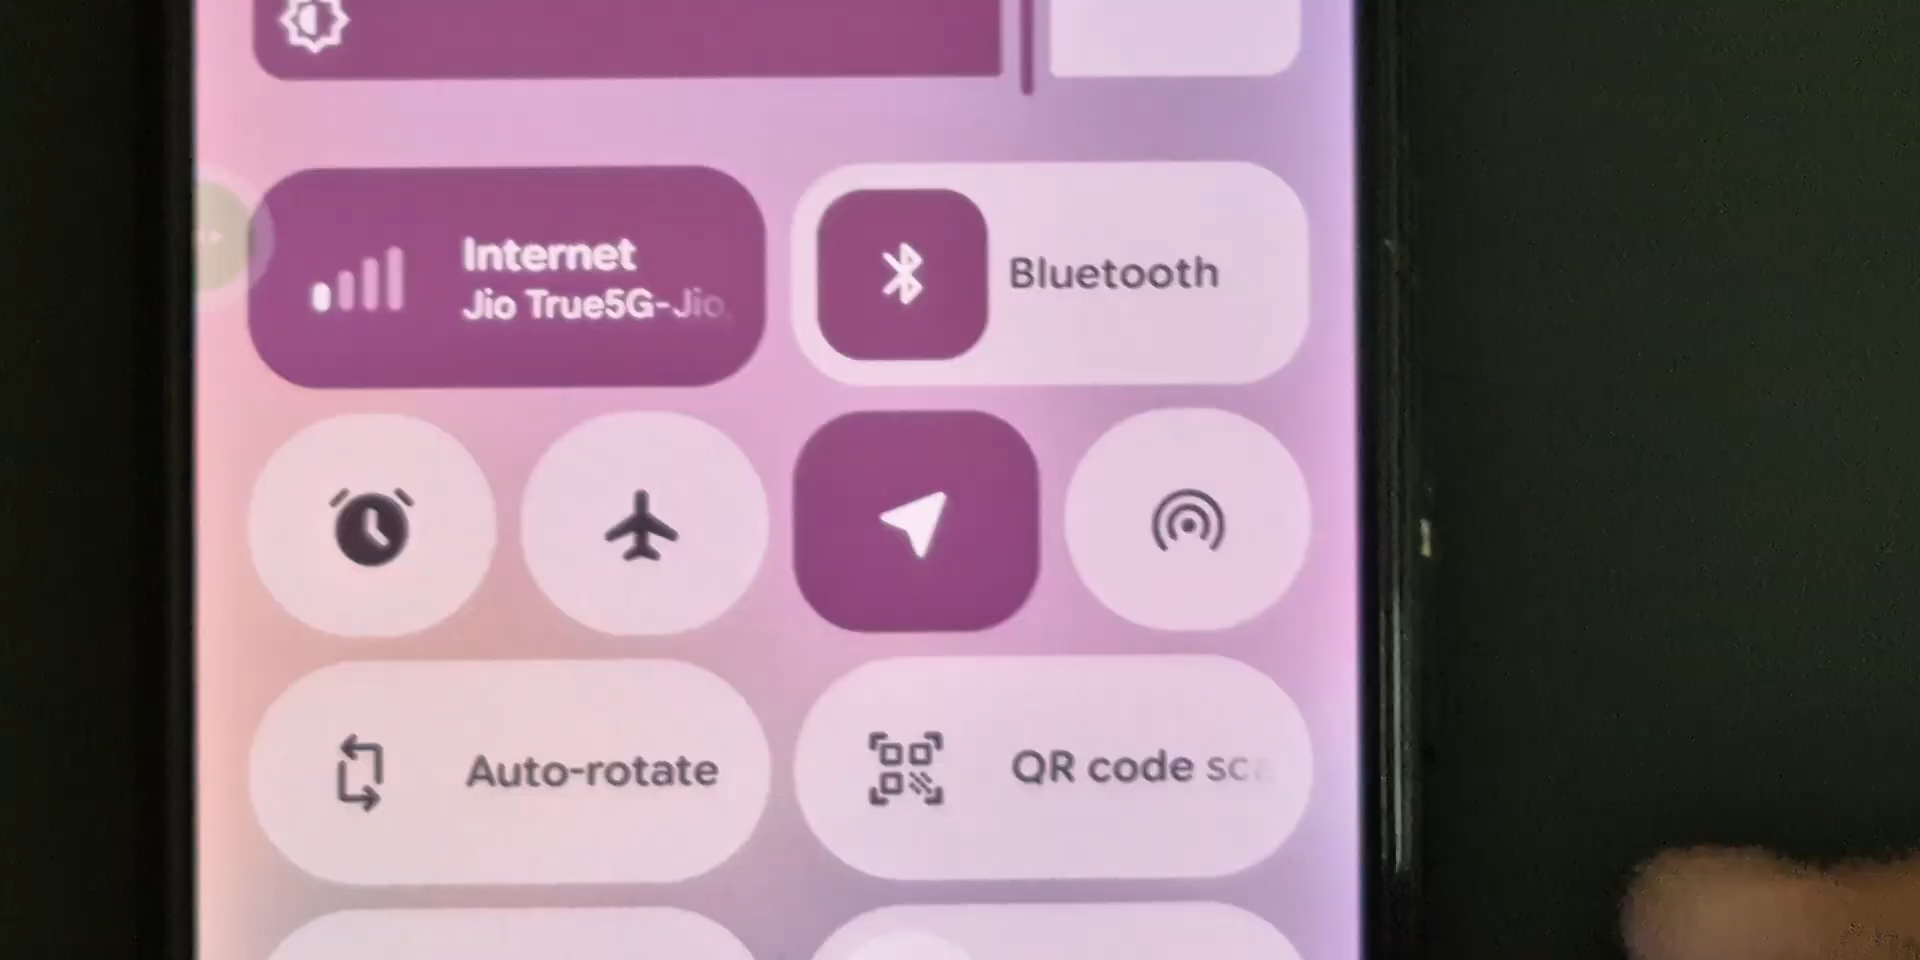 Internet
Jio True5G-Jio
Bluetooth
Auto-rotate
QR code sca